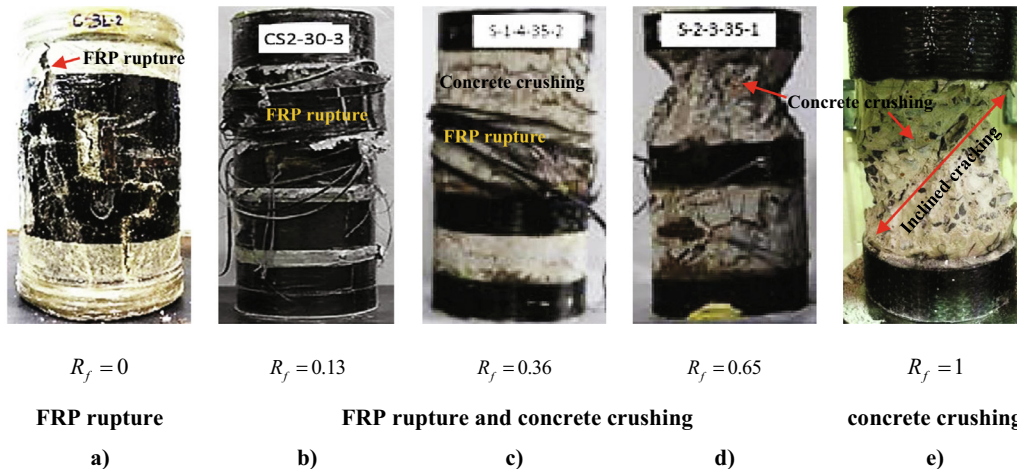 C-3L-2
FRP rupture
CS2-30-3
FRP rupture
S-1-4-35-2
Concrete crushing
FRP rupture
S-2-3-35-1
Concrete crushing
Inclined cracking
R_f = 0
R_f = 0.13
R_f = 0.36
R_f = 0.65
R_f = 1
FRP rupture
FRP rupture and concrete crushing
concrete crushing
a)
b)
c)
d)
e)